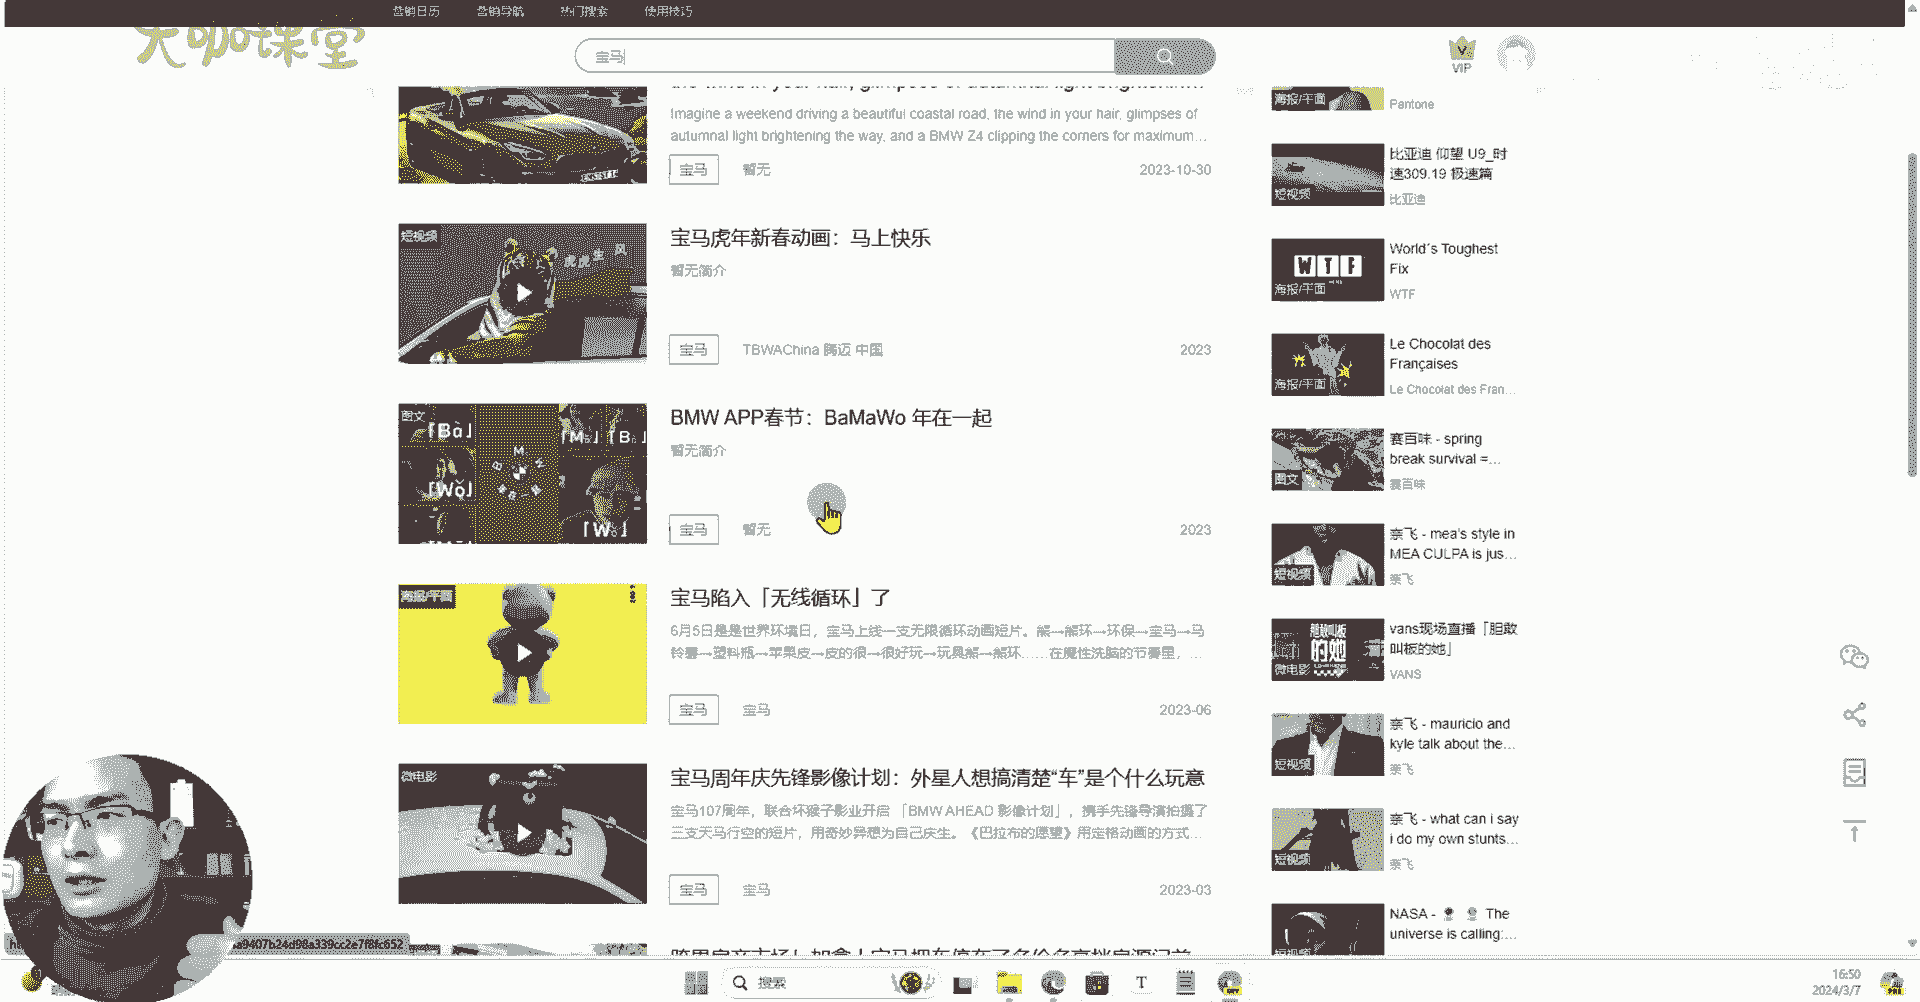 营销日历 营销导航 热门搜索 使用技巧
大咖课堂
宝马
VIP
Imagine a weekend driving a beautiful coastal road, the wind in your hair, glimpses of
autumnal light brightening the way, and a BMW Z4 clipping the corners for maximum...
宝马 暂无 2023-10-30
短视频
宝马虎年新春动画：马上快乐
暂无简介
宝马 TBWAChina 腾迈 中国 2023
图文
「Bà」
「Wǒ」
BMW APP春节：BaMaWo 年在一起
暂无简介
宝马 暂无 2023
海报/平面
宝马陷入「无线循环」了
6月5日是是世界环境日，宝马上线一支无限循环动画短片。熊→熊环→环保→宝马→马
铃薯→塑料瓶→苹果皮→皮的很→很好玩→玩具熊→熊环……在魔性洗脑的节奏里，...
宝马 宝马 2023-06
微电影
宝马周年庆先锋影像计划：外星人想搞清楚“车”是个什么玩意
宝马107周年，联合坏猴子影业开启「BMW AHEAD 影像计划」，携手先锋导演拍摄了
三支天马行空的短片，用奇妙异想为自己庆生。《巴拉布的愿望》用定格动画的方式...
宝马 宝马 2023-03
海报/平面
Pantone
短视频
比亚迪 仰望 U9_时
速309.19 极速篇
比亚迪
WTF
海报/平面
World´s Toughest
Fix
WTF
海报/平面
Le Chocolat des
Françaises
Le Chocolat des Fran...
图文
赛百味 - spring
break survival =...
赛百味
短视频
奈飞 - mea's style in
MEA CULPA is jus...
奈飞
微电影
vans现场直播「胆敢
叫板的她」
VANS
短视频
奈飞 - mauricio and
kyle talk about the...
奈飞
短视频
奈飞 - what can i say
i do my own stunts...
奈飞
短视频
NASA - The
universe is calling:...
a9407b24d98a339cc2e7f8fc652
搜索
16:50
2024/3/7